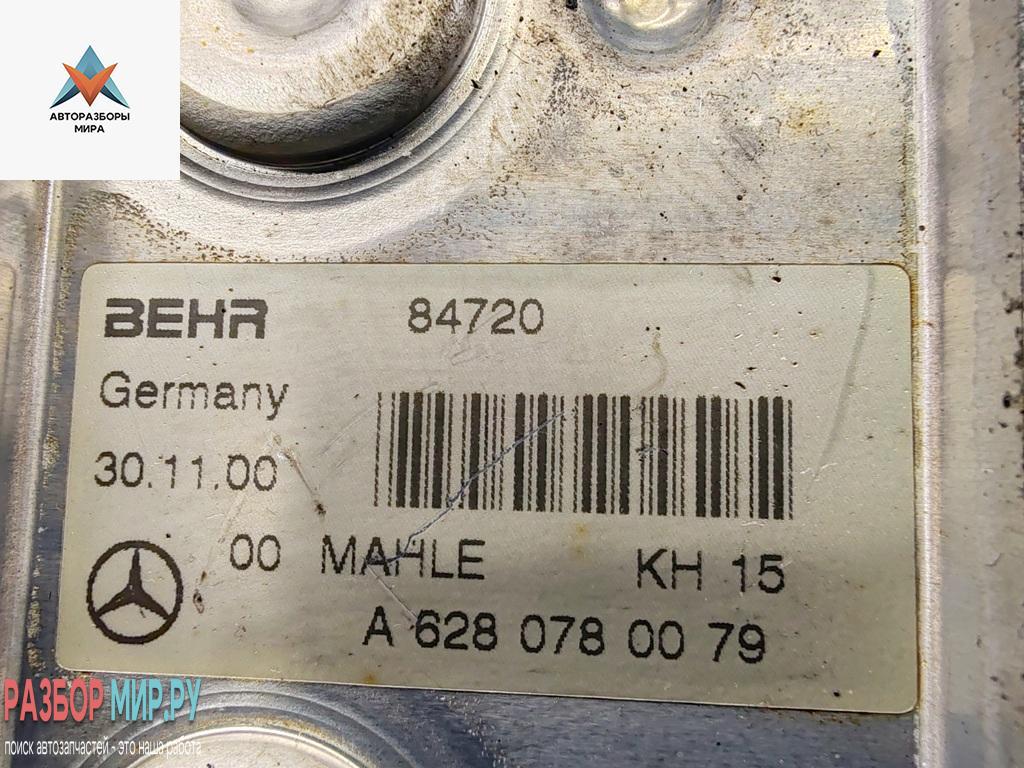 АВТОРАЗБОРЫ
МИРА
BEHR 84720
Germany
30.11.00
00 MAHLE KH 15
A 628 078 00 79
РАЗБОР МИР.РУ
поиск автозапчастей - это наша работа